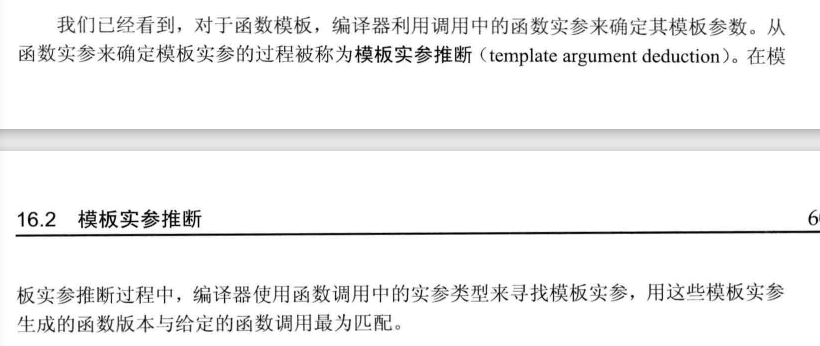 我们已经看到，对于函数模板，编译器利用调用中的函数实参来确定其模板参数。从
函数实参来确定模板实参的过程被称为模板实参推断（template argument deduction）。在模
16.2 模板实参推断
板实参推断过程中，编译器使用函数调用中的实参类型来寻找模板实参，用这些模板实参
生成的函数版本与给定的函数调用最为匹配。